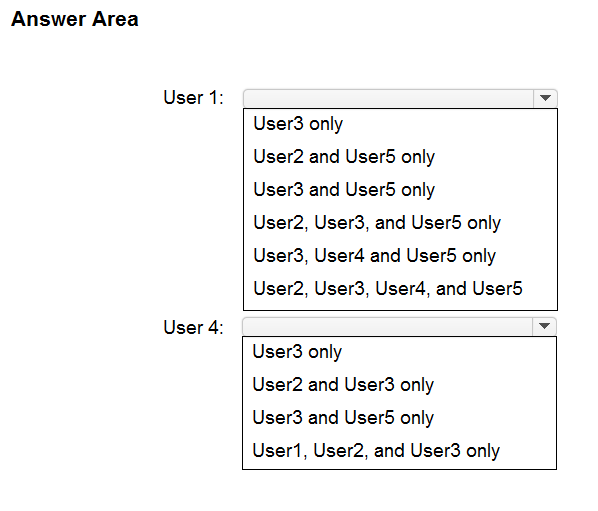 Answer Area
User 1:
User3 only
User2 and User5 only
User3 and User5 only
User2, User3, and User5 only
User3, User4 and User5 only
User2, User3, User4, and User5
User 4:
User3 only
User2 and User3 only
User3 and User5 only
User1, User2, and User3 only